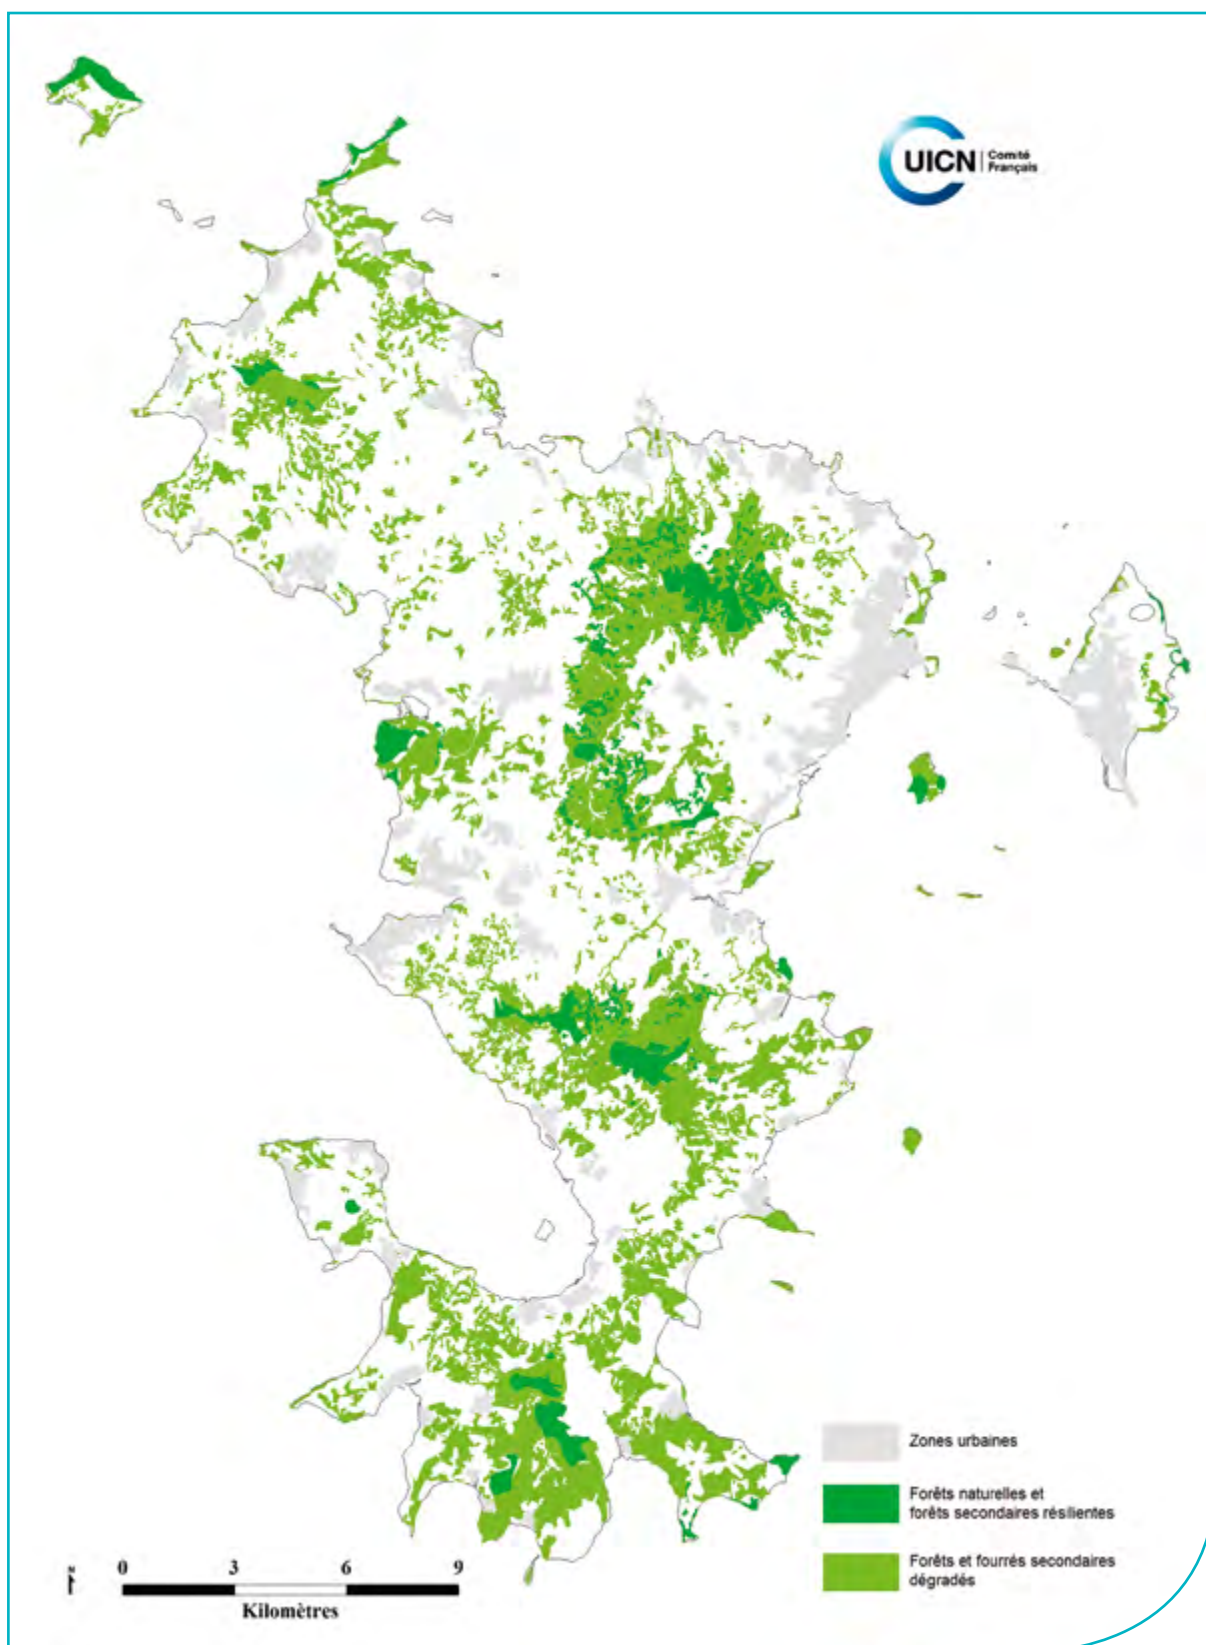 UICN
Comité
Français
Zones urbaines
Forêts naturelles et
forêts secondaires résilientes
Forêts et fourrés secondaires
dégradés
N
0 3 6 9
Kilomètres